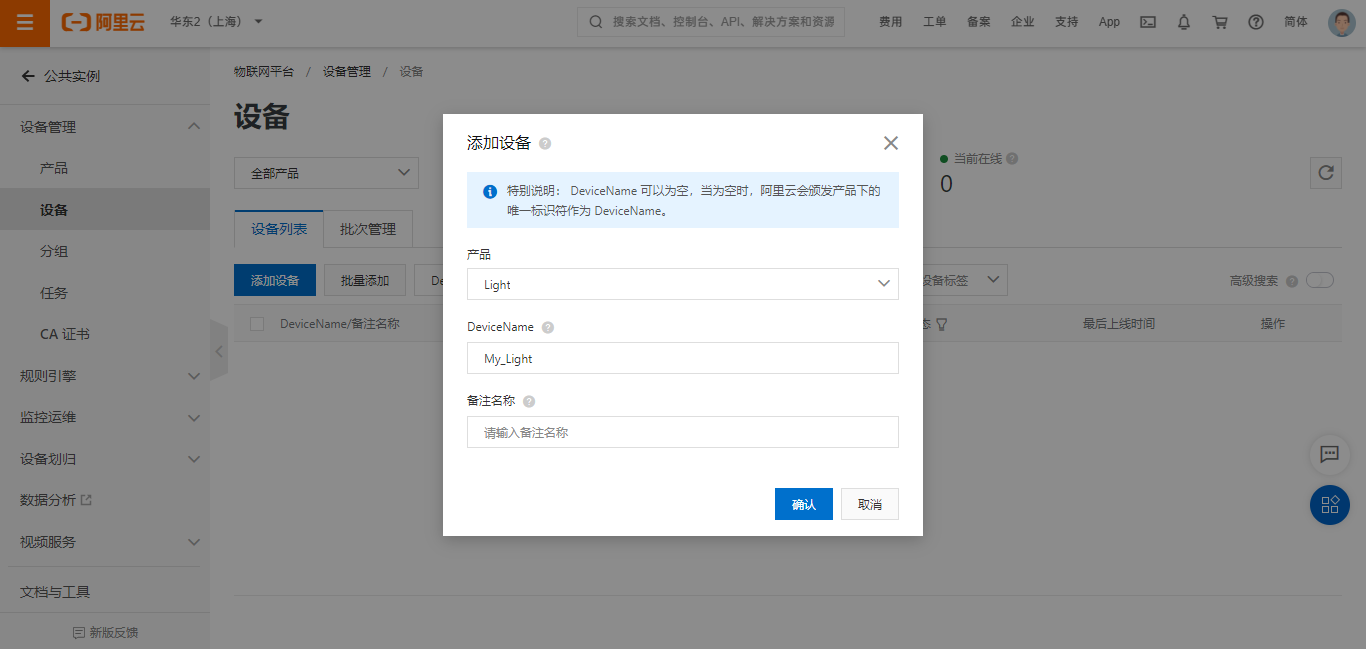 阿里云
华东2（上海）
搜索文档、控制台、API、解决方案和资源
费用 工单 备案 企业 支持 App 简体
公共实例
设备管理
产品
设备
分组
任务
CA 证书
规则引擎
监控运维
设备划归
数据分析
视频服务
文档与工具
新版反馈
物联网平台 / 设备管理 / 设备
设备
全部产品
当前在线
0
设备列表 批次管理
添加设备 批量添加 De 设备标签 高级搜索
DeviceName/备注名称 态 最后上线时间 操作
添加设备
特别说明： DeviceName 可以为空，当为空时，阿里云会颁发产品下的
唯一标识符作为 DeviceName。
产品
Light
DeviceName
My_Light
备注名称
请输入备注名称
确认 取消